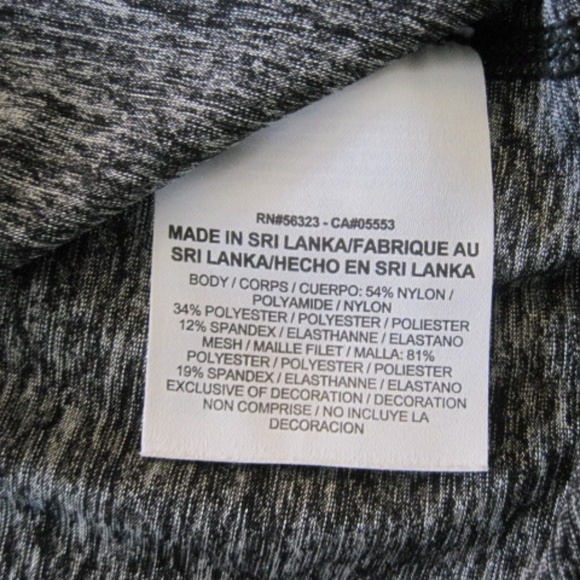 RN#56323 - CA#05553
MADE IN SRI LANKA/FABRIQUE AU
SRI LANKA/HECHO EN SRI LANKA
BODY / CORPS / CUERPO: 54% NYLON /
POLYAMIDE / NYLON
34% POLYESTER / POLYESTER / POLIESTER
12% SPANDEX / ELASTHANNE / ELASTANO
MESH / MAILLE FILET / MALLA: 81%
POLYESTER / POLYESTER / POLIESTER
19% SPANDEX / ELASTHANNE / ELASTANO
EXCLUSIVE OF DECORATION / DECORATION
NON COMPRISE / NO INCLUYE LA
DECORACION